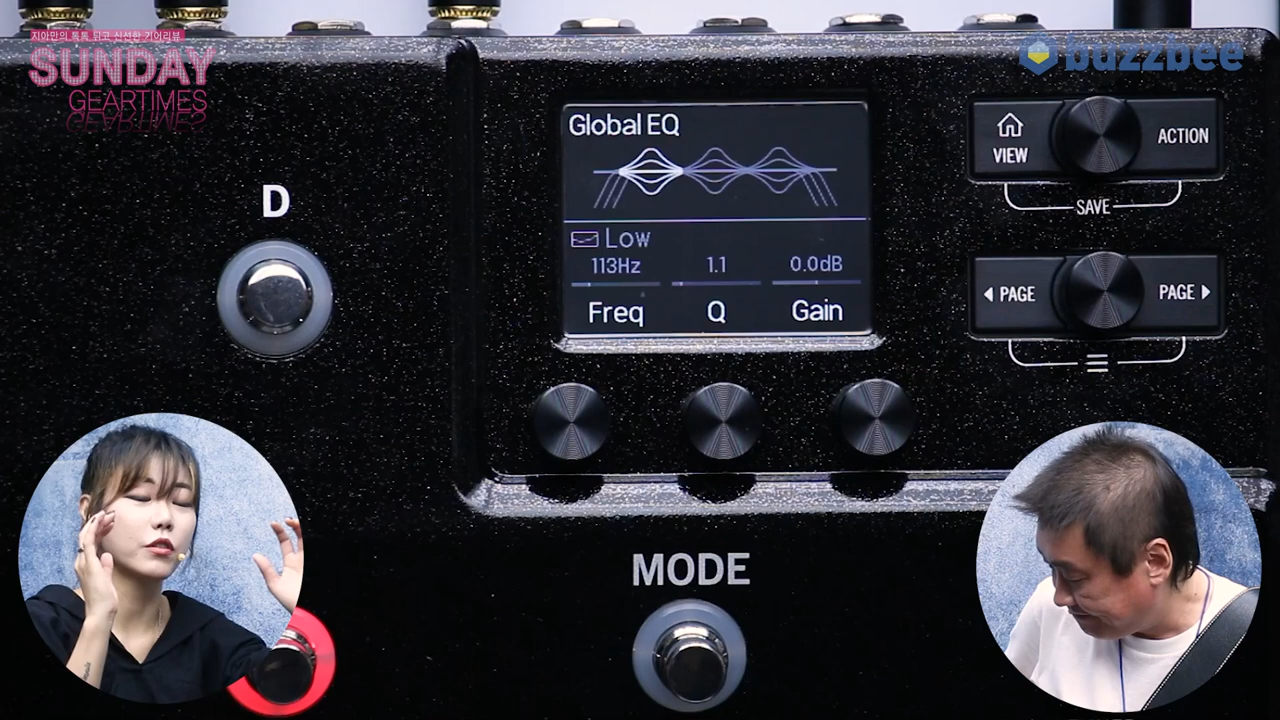 지아만의 톡톡 튀고 신선한 기어리뷰
SUNDAY
GEARTIMES
buzzbee
Global EQ
Low
113Hz 1.1 0.0dB
Freq Q Gain
VIEW ACTION
SAVE
PAGE PAGE
D
MODE